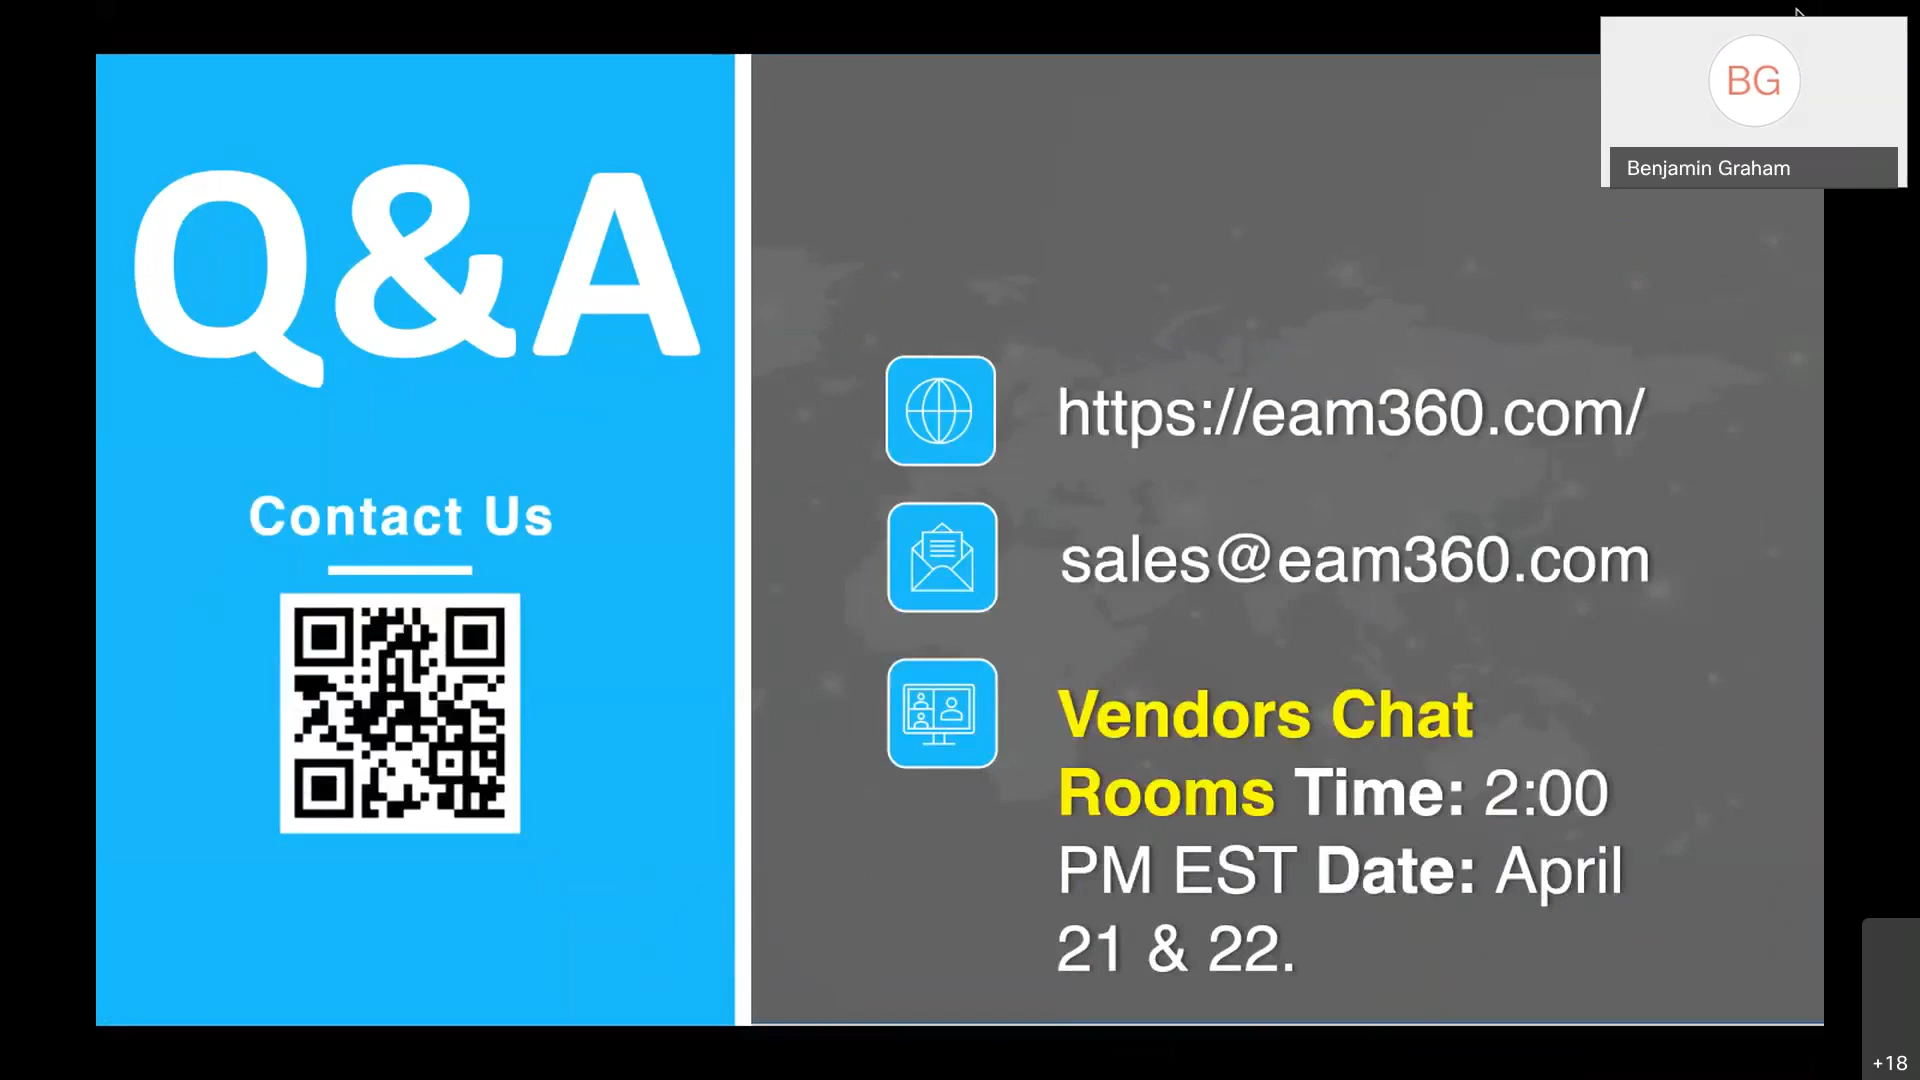 BG
Benjamin Graham
Q&A
Contact Us
https://eam360.com/
sales@eam360.com
Vendors Chat
Rooms Time: 2:00
PM EST Date: April
21 & 22.
+18